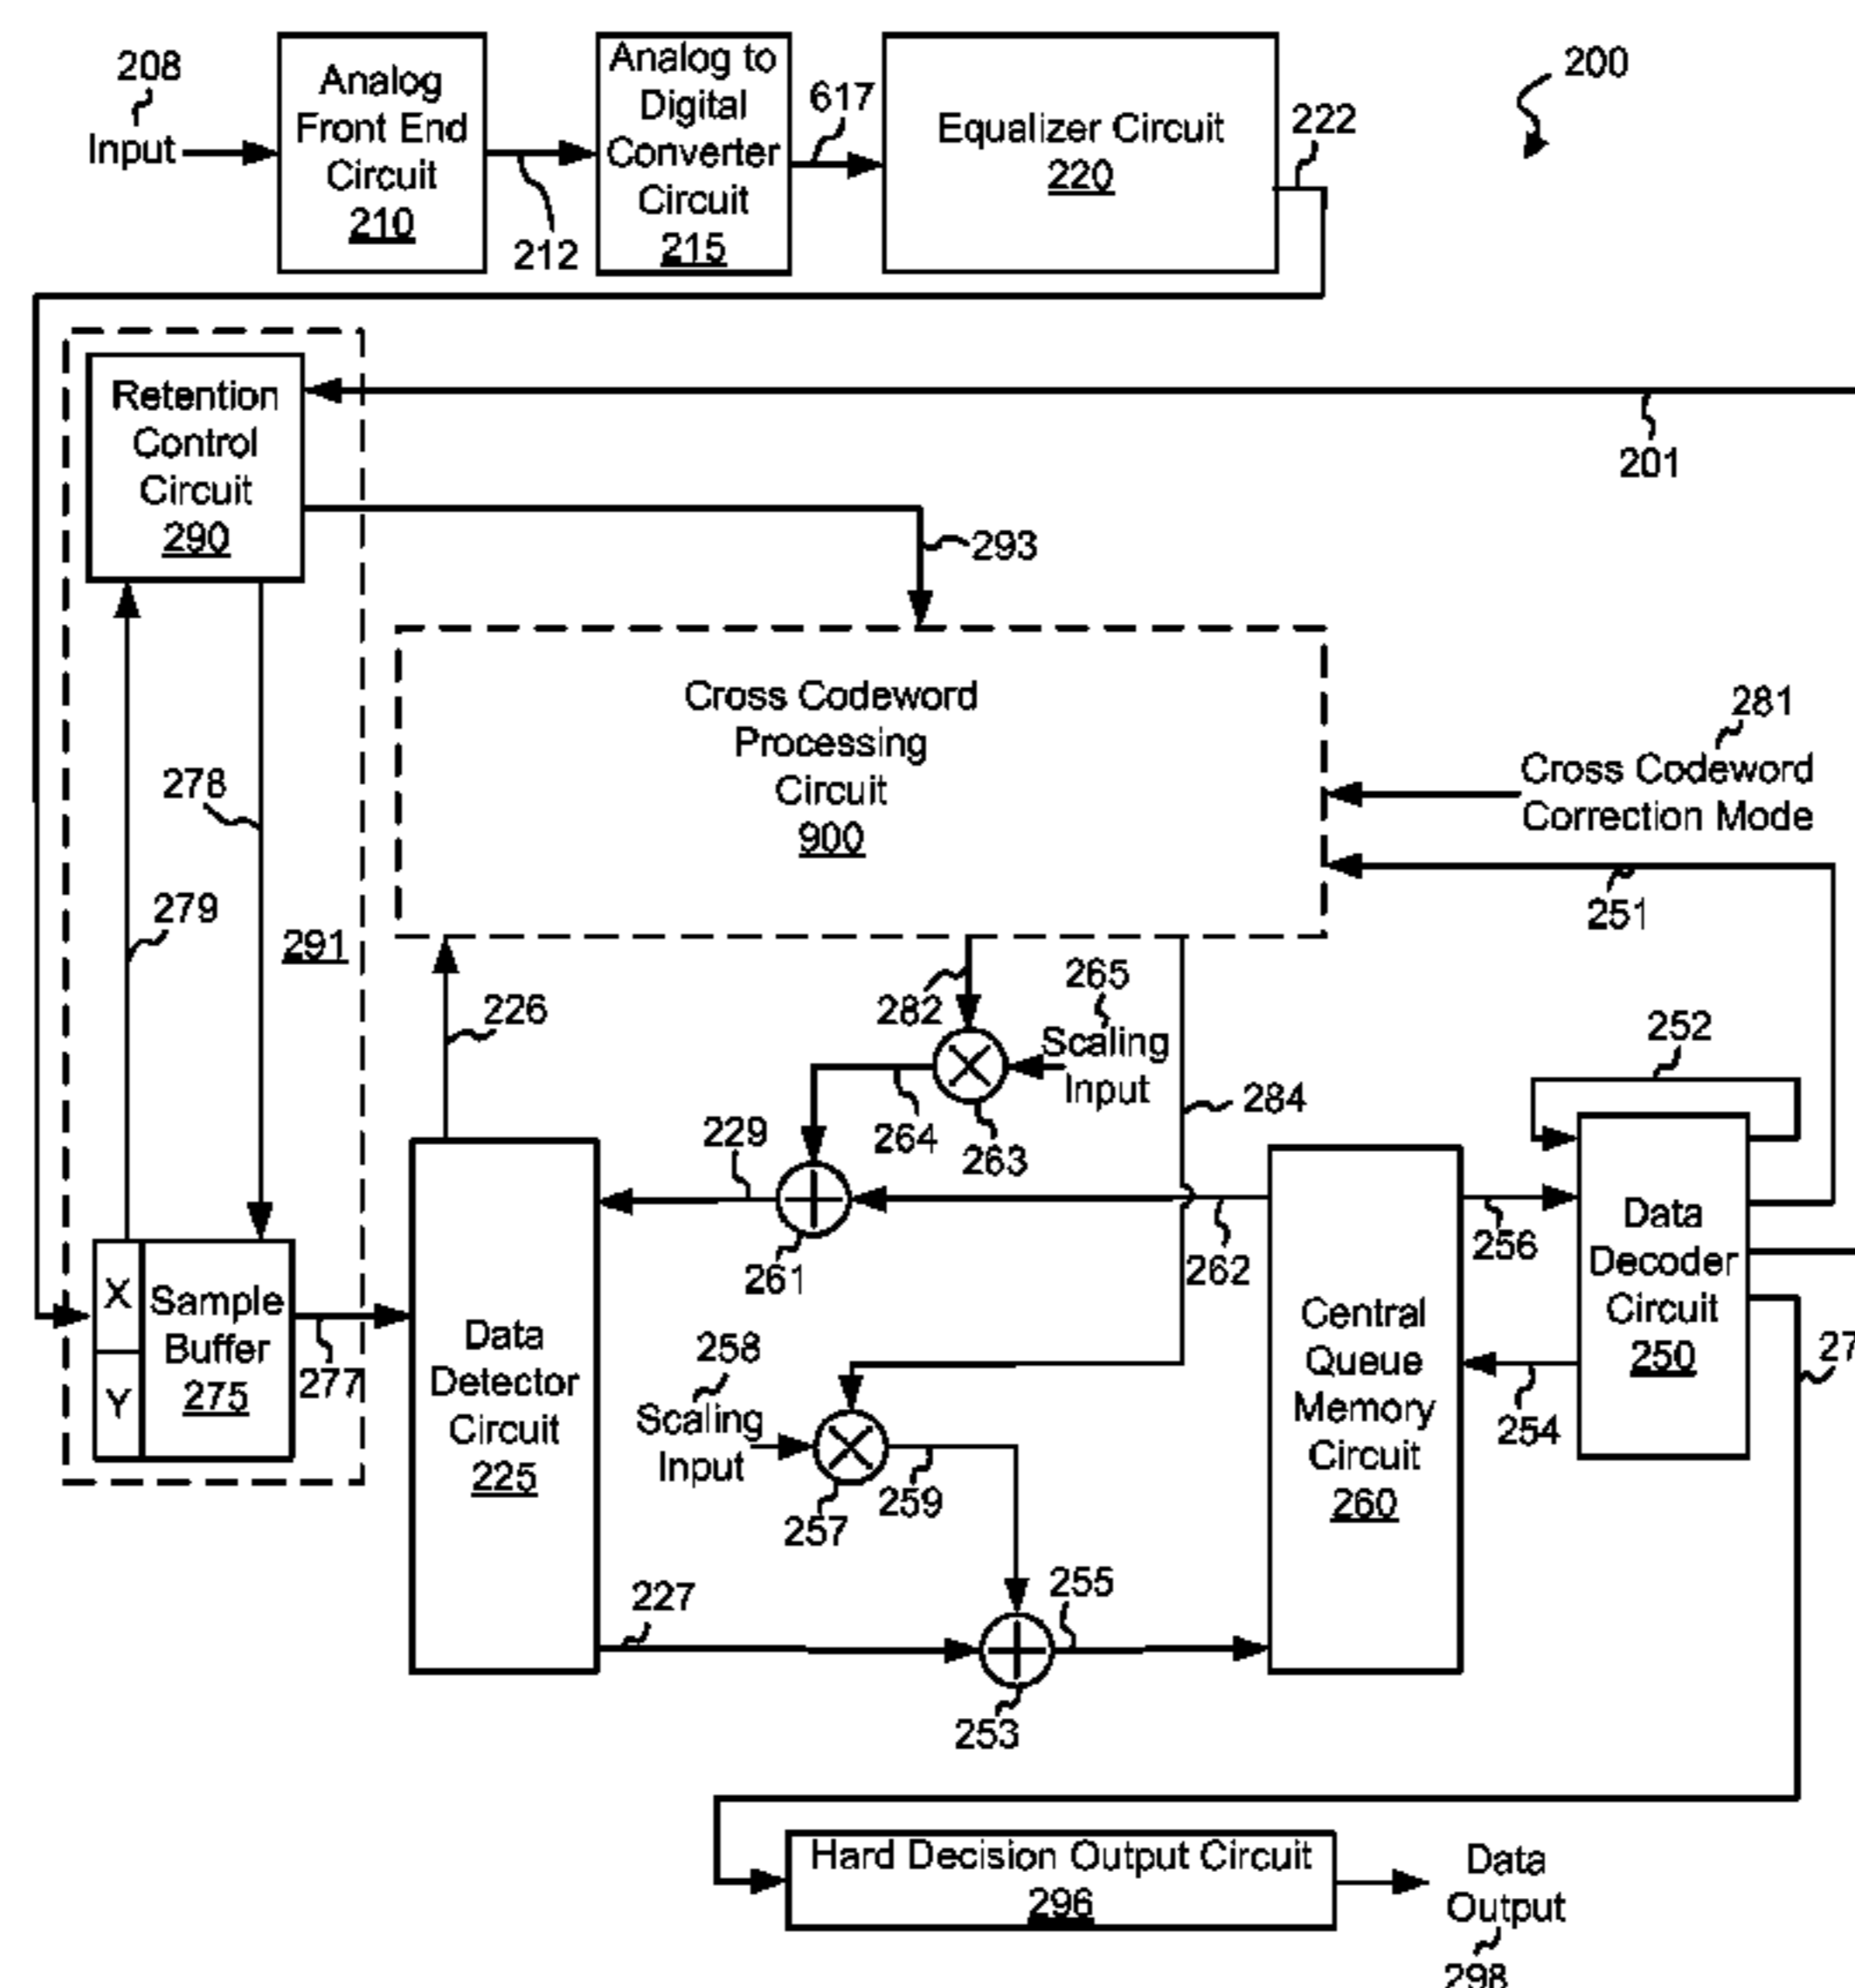 208
Input
Analog
Front End
Circuit
210
212
Analog to
Digital
Converter
Circuit
215
617
Equalizer Circuit
220
222
200
Retention
Control
Circuit
290
201
293
Cross Codeword
Processing
Circuit
900
281
Cross Codeword
Correction Mode
251
278
279
291
226
282
265
Scaling
Input
284
252
229
264
263
261
262
256
Data
Decoder
Circuit
250
X
Y
Sample
Buffer
275
277
Data
Detector
Circuit
225
258
Scaling
Input
257
259
Central
Queue
Memory
Circuit
260
254
27
227
255
253
Hard Decision Output Circuit
296
Data
Output
298